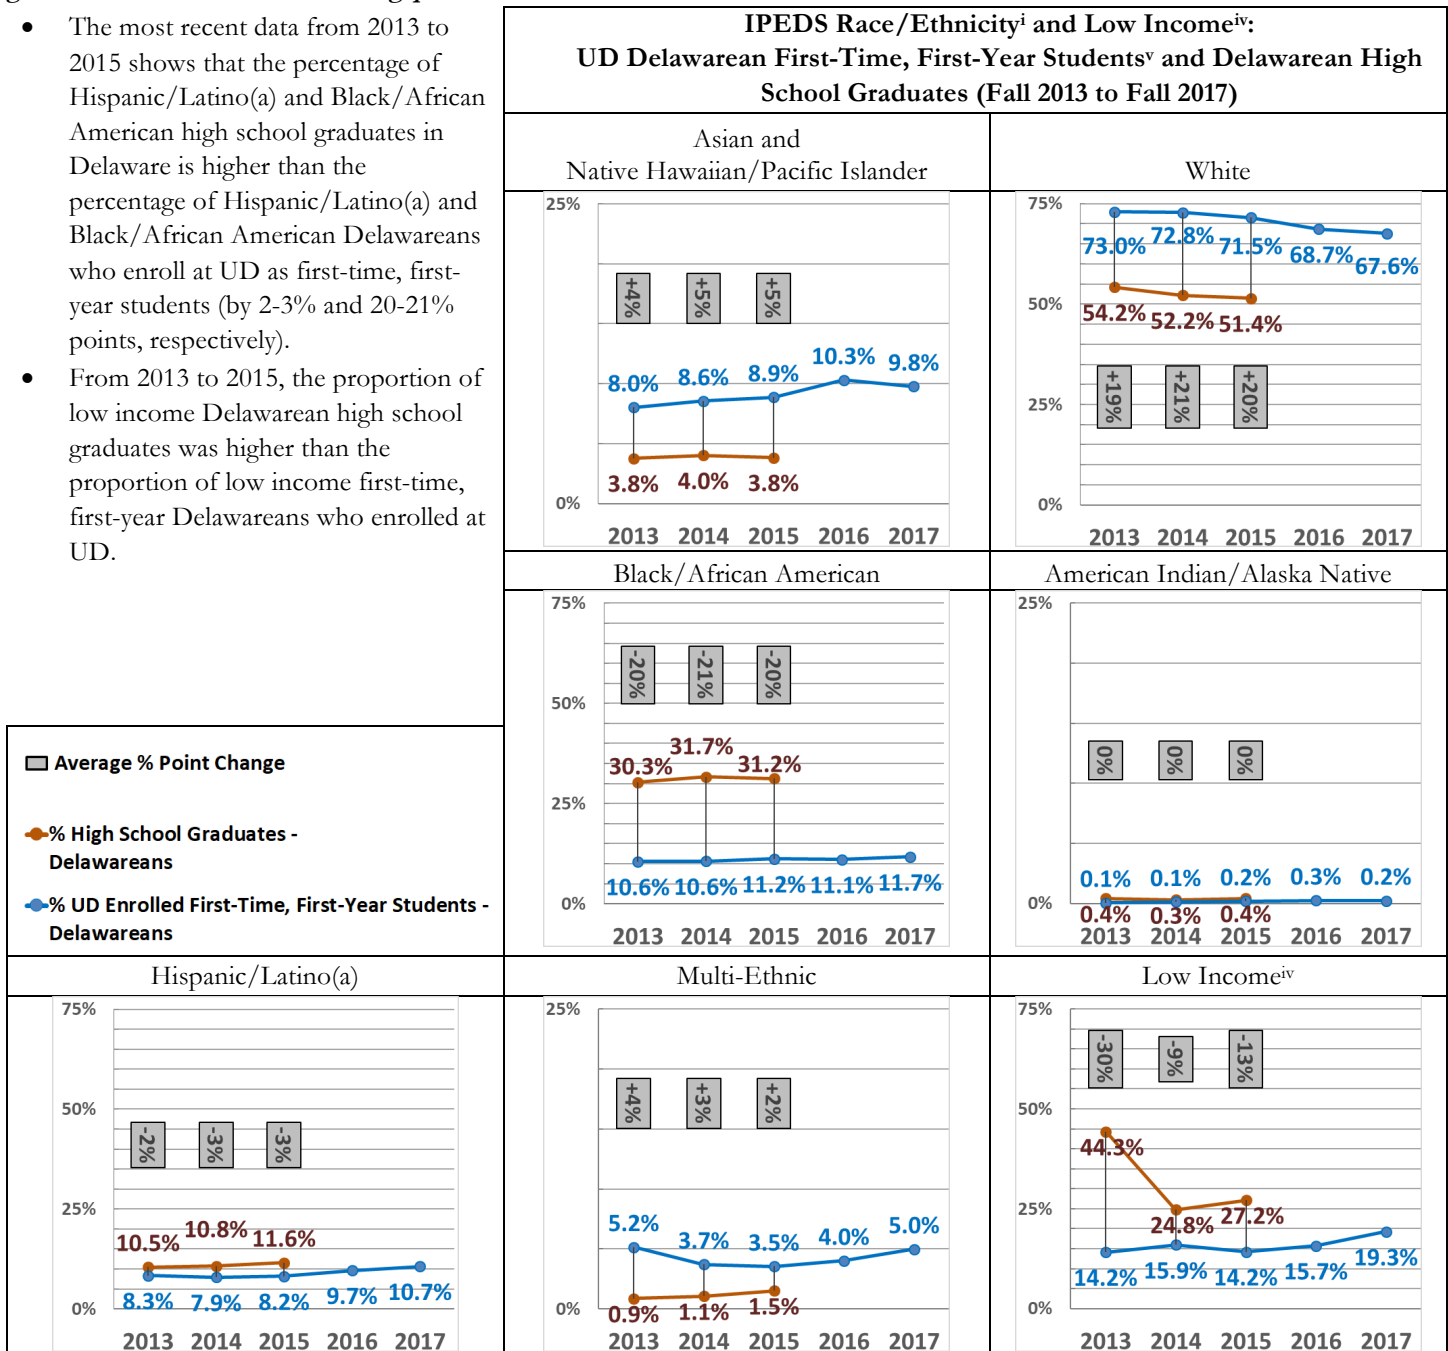 • The most recent data from 2013 to
2015 shows that the percentage of
Hispanic/Latino(a) and Black/African
American high school graduates in
Delaware is higher than the
percentage of Hispanic/Latino(a) and
Black/African American Delawareans
who enroll at UD as first-time, first-
year students (by 2-3% and 20-21%
points, respectively).
• From 2013 to 2015, the proportion of
low income Delawarean high school
graduates was higher than the
proportion of low income first-time,
first-year Delawareans who enrolled at
UD.
Average % Point Change
% High School Graduates -
Delawareans
% UD Enrolled First-Time, First-Year Students -
Delawareans
IPEDS Race/Ethnicityⁱ and Low Incomeⁱᵛ:
UD Delawarean First-Time, First-Year Studentsᵛ and Delawarean High
School Graduates (Fall 2013 to Fall 2017)
Asian and
Native Hawaiian/Pacific Islander
25%
+4% +5% +5%
8.0% 8.6% 8.9% 10.3% 9.8%
3.8% 4.0% 3.8%
0%
2013 2014 2015 2016 2017
White
75%
73.0% 72.8% 71.5% 68.7% 67.6%
50%
54.2% 52.2% 51.4%
+19% +21% +20%
25%
0%
2013 2014 2015 2016 2017
Black/African American
75%
-20% -21% -20%
50%
30.3% 31.7% 31.2%
25%
10.6% 10.6% 11.2% 11.1% 11.7%
0%
2013 2014 2015 2016 2017
American Indian/Alaska Native
25%
0% 0% 0%
0.1% 0.1% 0.2% 0.3% 0.2%
0%
0.4% 0.3% 0.4%
2013 2014 2015 2016 2017
Hispanic/Latino(a)
75%
50%
-2% -3% -3%
25%
10.5% 10.8% 11.6%
8.3% 7.9% 8.2% 9.7% 10.7%
0%
2013 2014 2015 2016 2017
Multi-Ethnic
25%
+4% +3% +2%
5.2% 3.7% 3.5% 4.0% 5.0%
0.9% 1.1% 1.5%
0%
2013 2014 2015 2016 2017
Low Incomeⁱᵛ
75%
-30% -9% -13%
50%
44.3% 24.8% 27.2%
25%
14.2% 15.9% 14.2% 15.7% 19.3%
0%
2013 2014 2015 2016 2017